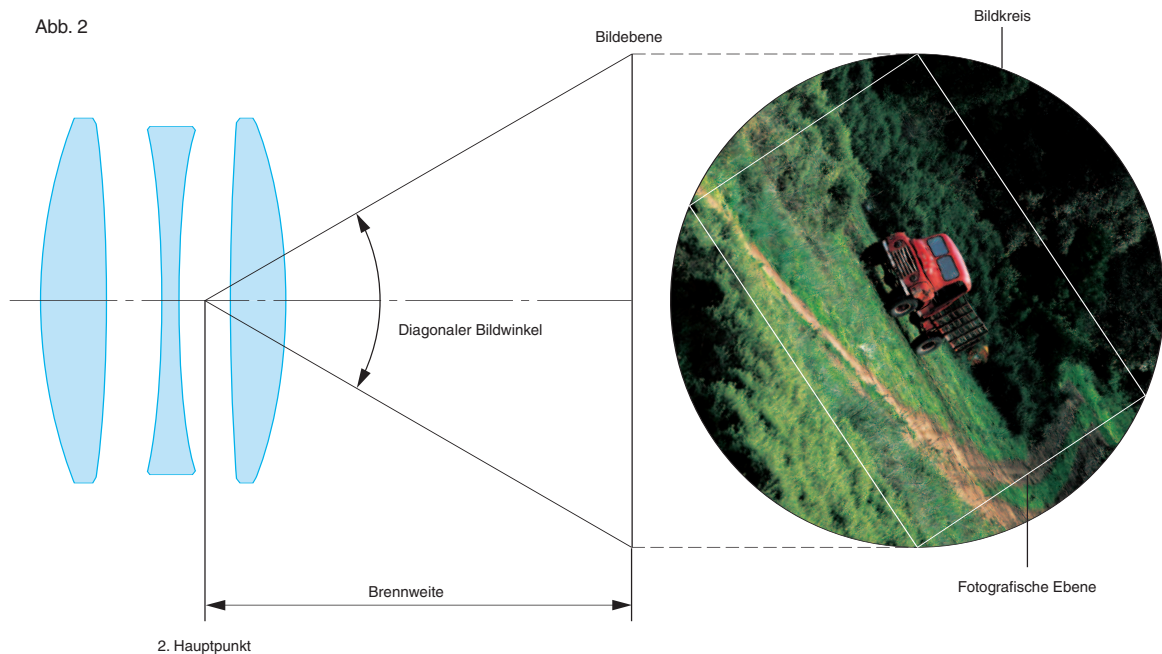 Abb. 2
Bildkreis
Bildebene
Diagonaler Bildwinkel
Brennweite
Fotografische Ebene
2. Hauptpunkt